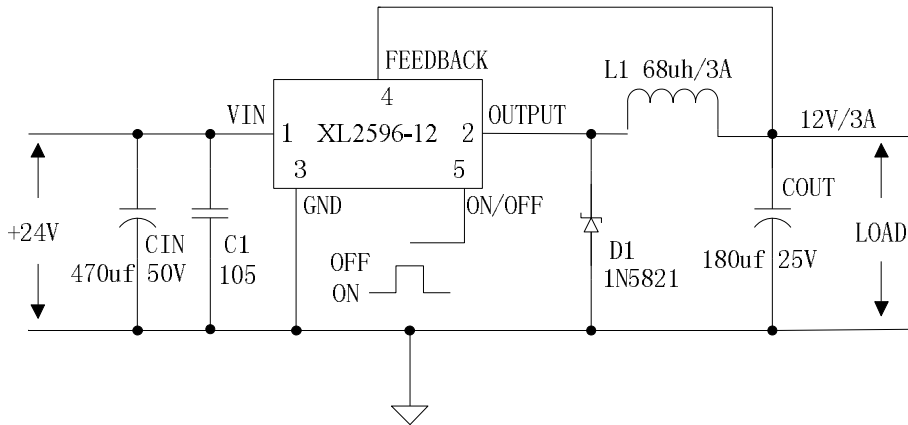 FEEDBACK
L1 68uh/3A
4
VIN
OUTPUT
12V/3A
1 XL2596-12 2
3
5
GND
ON/OFF
COUT
+24V
CIN
C1
OFF
D1
LOAD
470uf 50V
105
ON
1N5821
180uf 25V